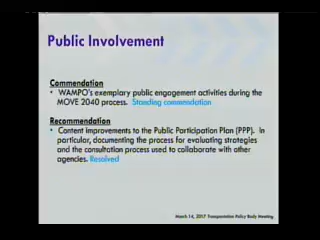 Public Involvement
Commendation
• WAMPO's exemplary public engagement activities during the
MOVE 2040 process. Standing commendation
Recommendation
• Content improvements to the Public Participation Plan (PPP). In
particular, documenting the process for evaluating strategies
and the consultation process used to collaborate with other
agencies. Resolved
March 14, 2017 Transportation Policy Body Meeting